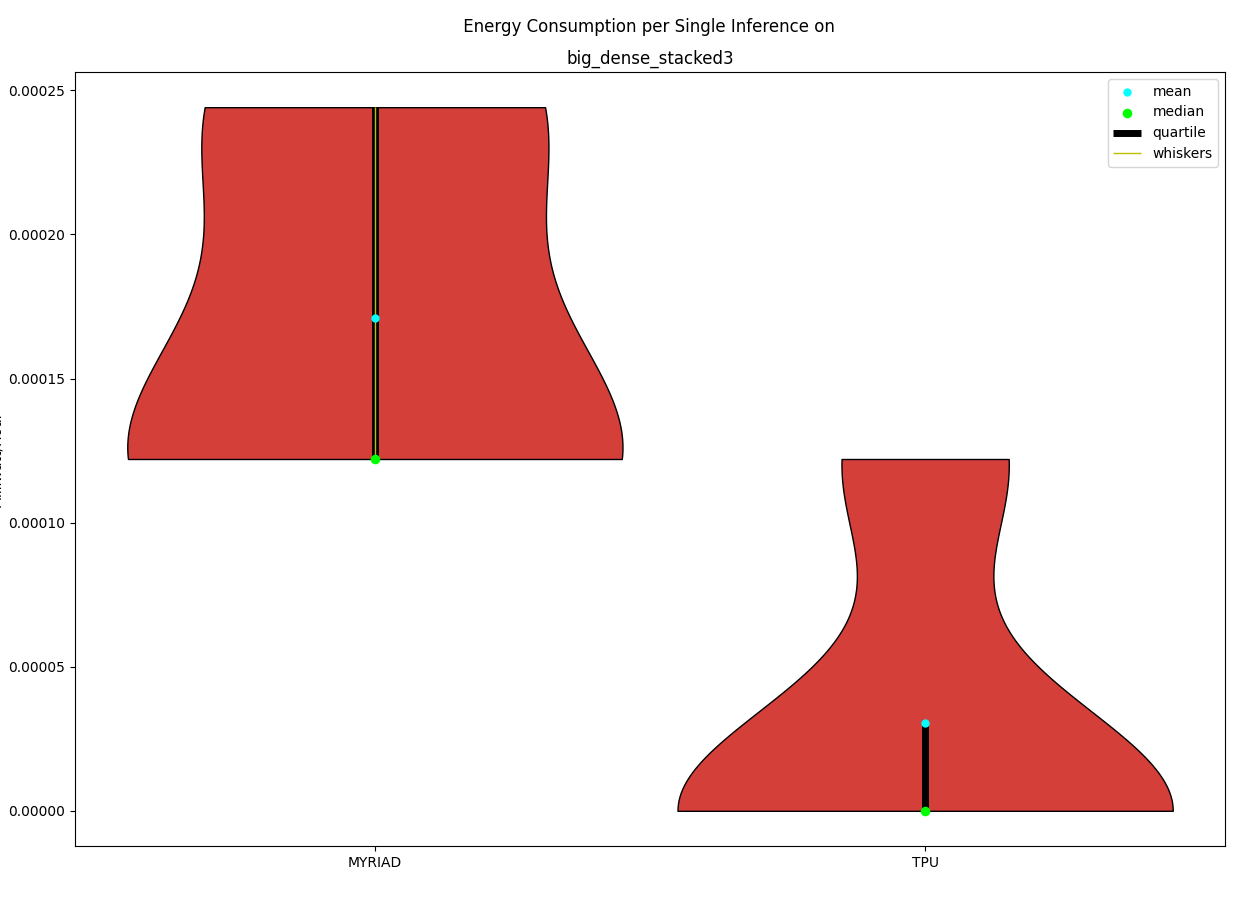 Energy Consumption per Single Inference on
big_dense_stacked3
mean
median
quartile
whiskers
0.00025
0.00020
0.00015
0.00010
0.00005
0.00000
MYRIAD
TPU